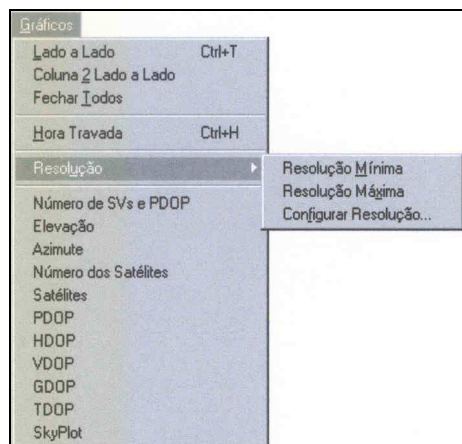 Gráficos
Lado a Lado Ctrl+T
Coluna 2 Lado a Lado
Fechar Todos
Hora Travada Ctrl+H
Resolução
Resolução Mínima
Resolução Máxima
Configurar Resolução...
Número de SVs e PDOP
Elevação
Azimute
Número dos Satélites
Satélites
PDOP
HDOP
VDOP
GDOP
TDOP
SkyPlot